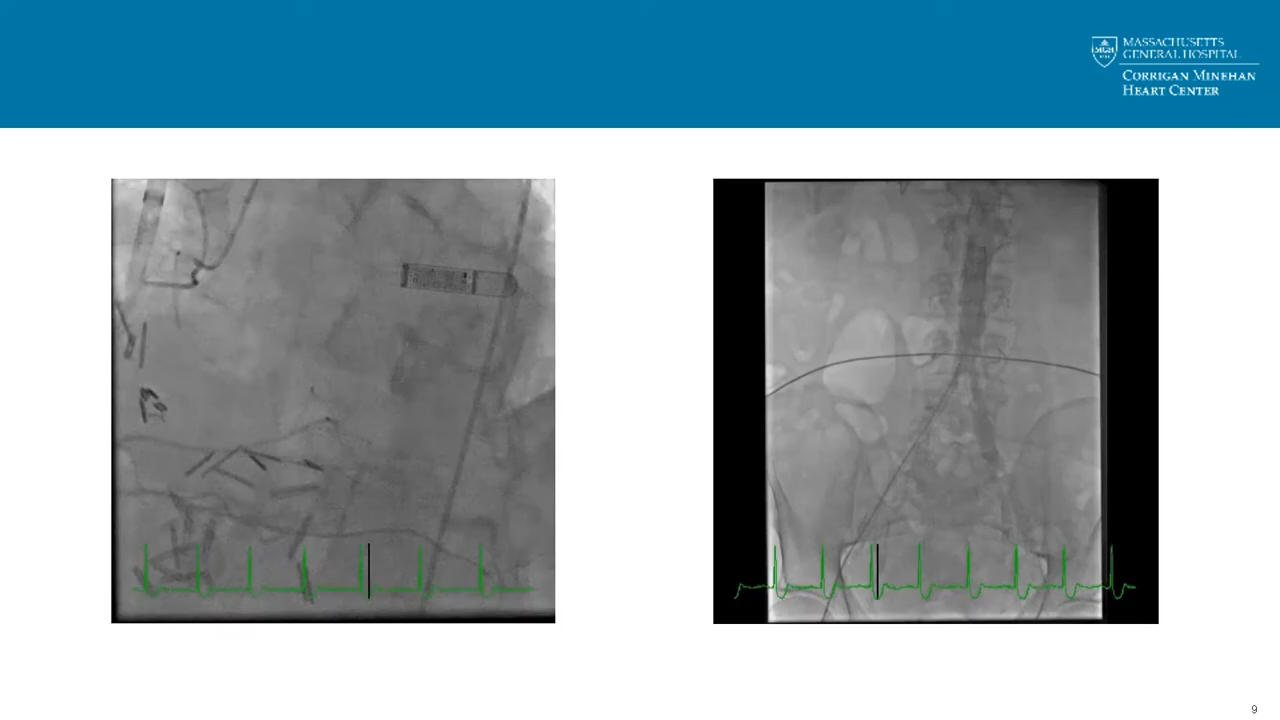 MASSACHUSETTS
GENERAL HOSPITAL
CORRIGAN MINEHAN
HEART CENTER
9